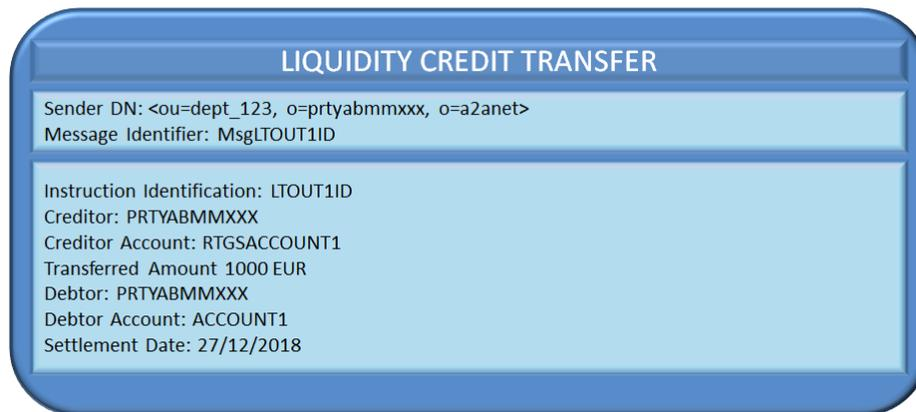 LIQUIDITY CREDIT TRANSFER
Sender DN: <ou=dept_123, o=prtyabmmxxx, o=a2anet>
Message Identifier: MsgLTOUT1ID
Instruction Identification: LTOUT1ID
Creditor: PRTYABMMXXX
Creditor Account: RTGSACCOUNT1
Transferred Amount 1000 EUR
Debtor: PRTYABMMXXX
Debtor Account: ACCOUNT1
Settlement Date: 27/12/2018